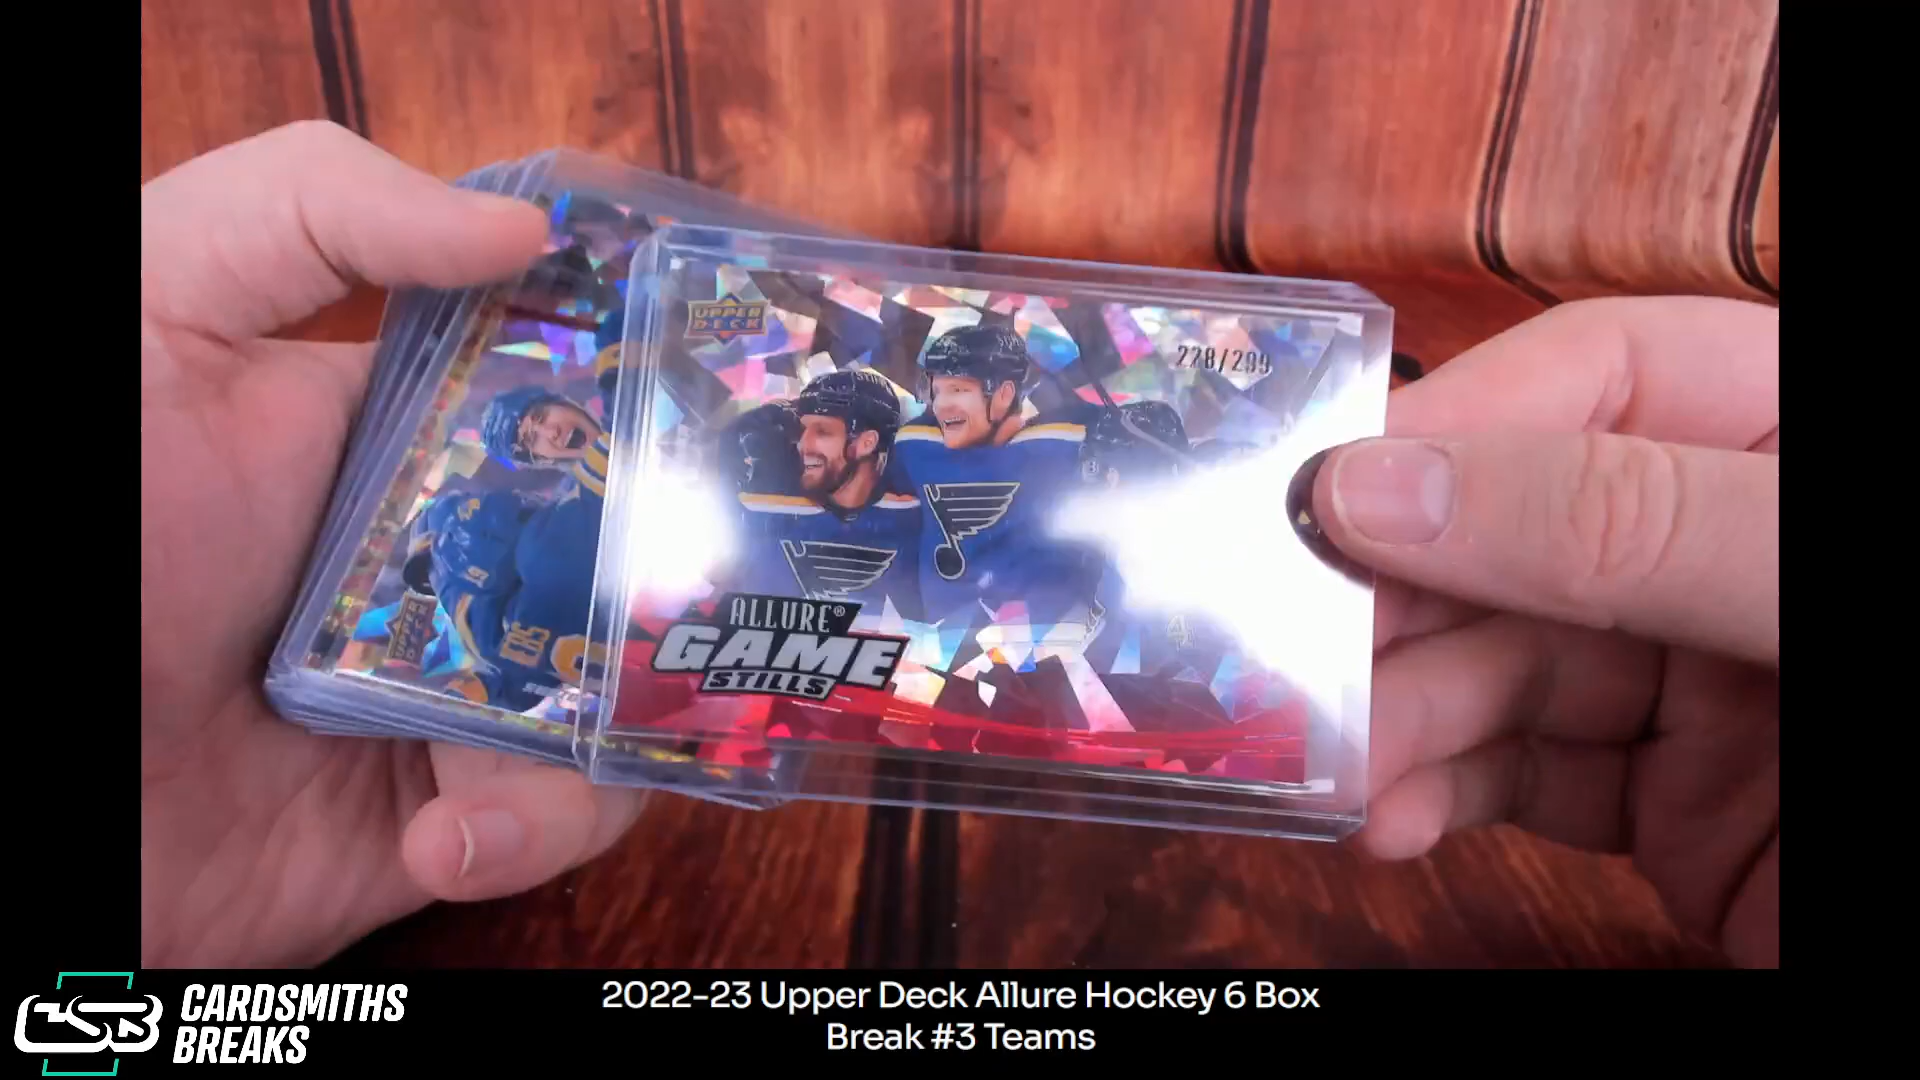 UPPER
DECK
228/299
ALLURE®
GAME
STILLS
CARDSMITHS
BREAKS
2022-23 Upper Deck Allure Hockey 6 Box
Break #3 Teams